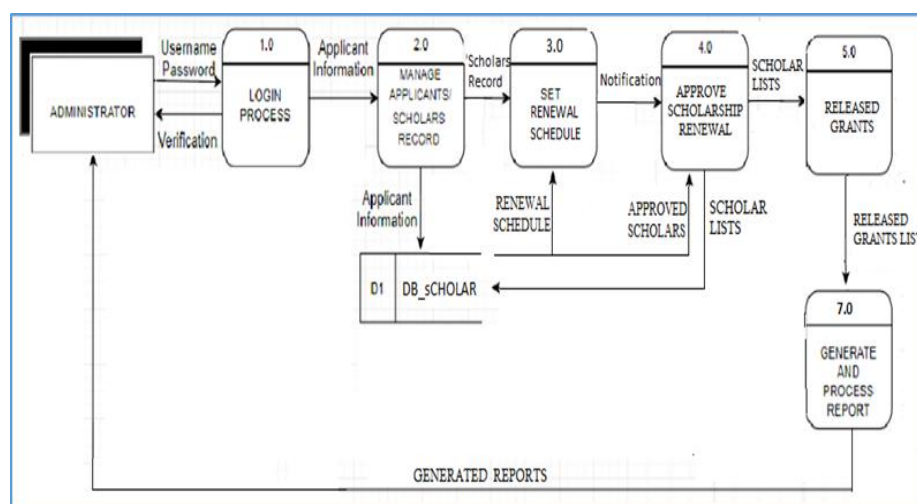 ADMINISTRATOR
Username
Password
Verification
1.0
LOGIN
PROCESS
Applicant
Information
2.0
MANAGE
APPLICANTS/
SCHOLARS
RECORD
'Scholars
Record
3.0
SET
RENEWAL
SCHEDULE
Notification
4.0
APPROVE
SCHOLARSHIP
RENEWAL
SCHOLAR
LISTS
5.0
RELEASED
GRANTS
Applicant
Information
RENEWAL
SCHEDULE
APPROVED
SCHOLARS
SCHOLAR
LISTS
RELEASED
GRANTS LIST
D1
DB_sCHOLAR
7.0
GENERATE
AND
PROCESS
REPORT
GENERATED REPORTS